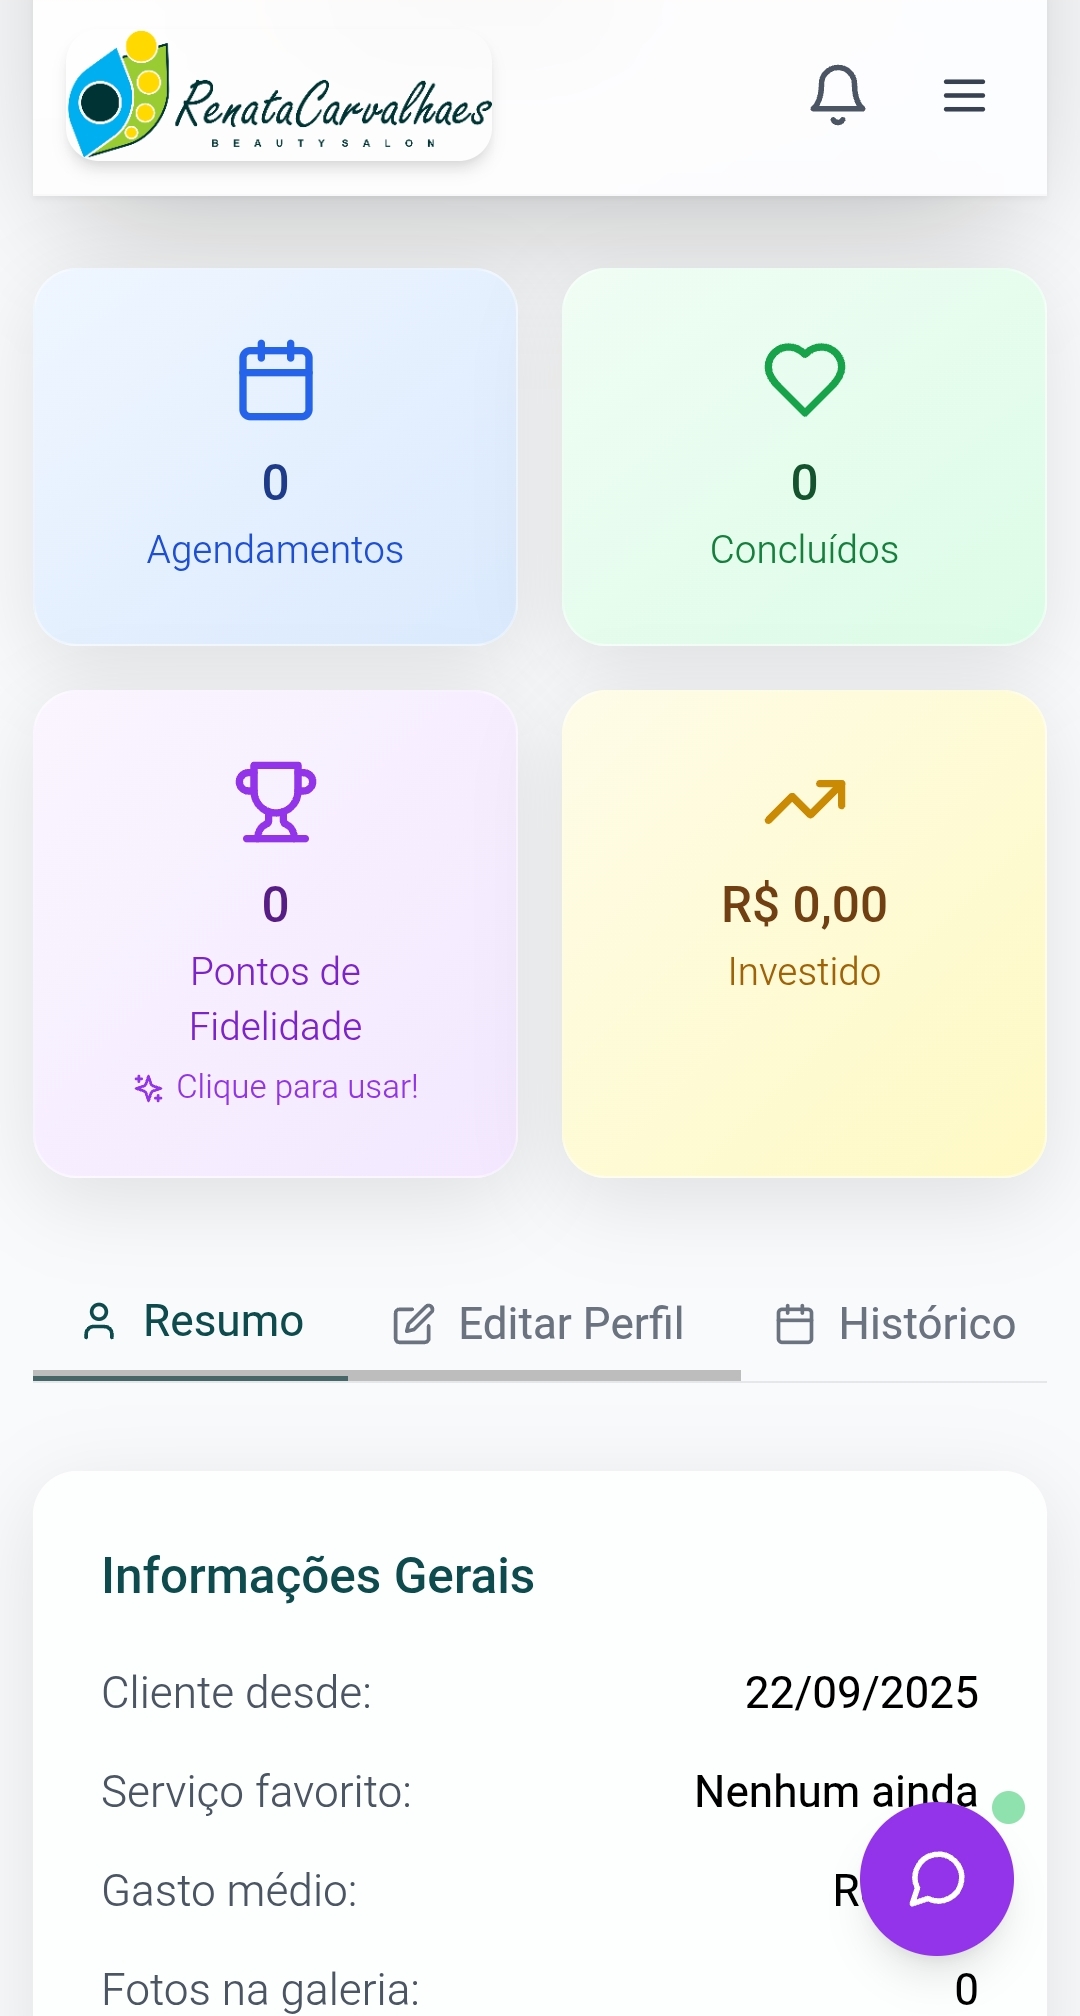 RenataCarvalhaes
BEAUTY SALON
0
Agendamentos
0
Concluídos
0
Pontos de
Fidelidade
Clique para usar!
R$ 0,00
Investido
Resumo
Editar Perfil
Histórico
Informações Gerais
Cliente desde: 22/09/2025
Serviço favorito: Nenhum ainda
Gasto médio: R
Fotos na galeria: 0